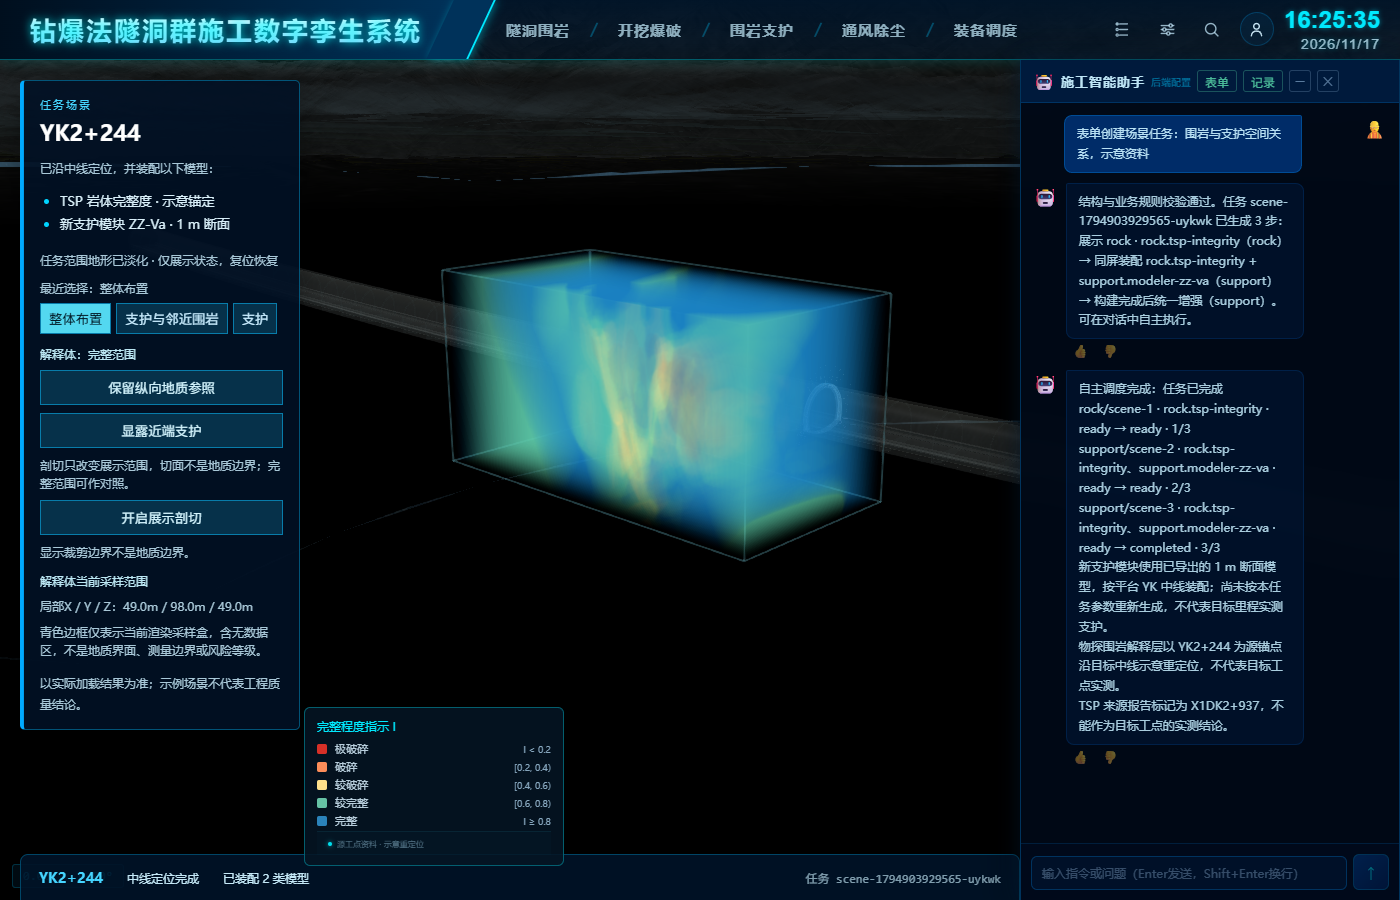 钻爆法隧洞群施工数字孪生系统
隧洞围岩 / 开挖爆破 / 围岩支护 / 通风除尘 / 装备调度
16:25:35
2026/11/17
任务场景
YK2+244
已沿中线定位，并装配以下模型：
TSP 岩体完整度 · 示意锚定
新支护模块 ZZ-Va · 1 m 断面
任务范围地形已淡化 · 仅展示状态，复位恢复
最近选择：整体布置
整体布置 支护与邻近围岩 支护
解释体：完整范围
保留纵向地质参照
显露近端支护
剖切只改变展示范围，切面不是地质边界；完
整范围可作对照。
开启展示剖切
显示裁剪边界不是地质边界。
解释体当前采样范围
局部X / Y / Z：49.0m / 98.0m / 49.0m
青色边框仅表示当前渲染采样盒，含无数据
区，不是地质界面、测量边界或风险等级。
以实际加载结果为准；示例场景不代表工程质
量结论。
完整程度指示 I
极破碎 I < 0.2
破碎 [0.2, 0.4)
较破碎 [0.4, 0.6)
较完整 [0.6, 0.8)
完整 I ≥ 0.8
源工点资料 · 示意重定位
YK2+244 中线定位完成 已装配 2 类模型
任务 scene-1794903929565-uykwk
施工智能助手 后端配置 表单 记录
表单创建场景任务：围岩与支护空间关
系，示意资料
结构与业务规则校验通过。任务 scene-
1794903929565-uykwk 已生成 3 步：
展示 rock · rock.tsp-integrity（rock）
→ 同屏装配 rock.tsp-integrity +
support.modeler-zz-va（support）
→ 构建完成后统一增强（support）。
可在对话中自主执行。
自主调度完成：任务已完成
rock/scene-1 · rock.tsp-integrity ·
ready → ready · 1/3
support/scene-2 · rock.tsp-
integrity、support.modeler-zz-va ·
ready → ready · 2/3
support/scene-3 · rock.tsp-
integrity、support.modeler-zz-va ·
ready → completed · 3/3
新支护模块使用已导出的 1 m 断面模
型，按平台 YK 中线装配；尚未按本任
务参数重新生成，不代表目标里程实测
支护。
物探围岩解释层以 YK2+244 为源锚点
沿目标中线示意重定位，不代表目标工
点实测。
TSP 来源报告标记为 X1DK2+937，不
能作为目标工点的实测结论。
输入指令或问题（Enter发送，Shift+Enter换行）